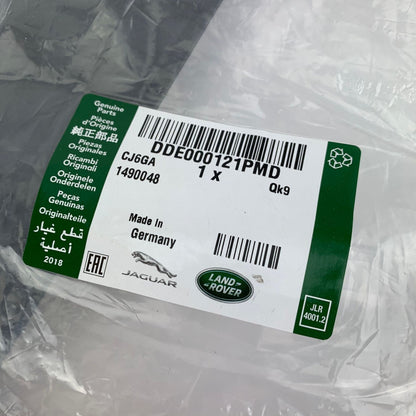 Genuine
Parts
Pièces
d'Origine
純正部品
Piezas
Originales
Ricambi
Originali
Originele
Onderdelen
Peças
Genuinas
Originalteile
قطع غيار
أصلية
2018
DDE000121PMD
CJ6GA
1 x
1490048
Qk9
Made In
Germany
EAC
JAGUAR
LAND-
ROVER
JLR
4001.2